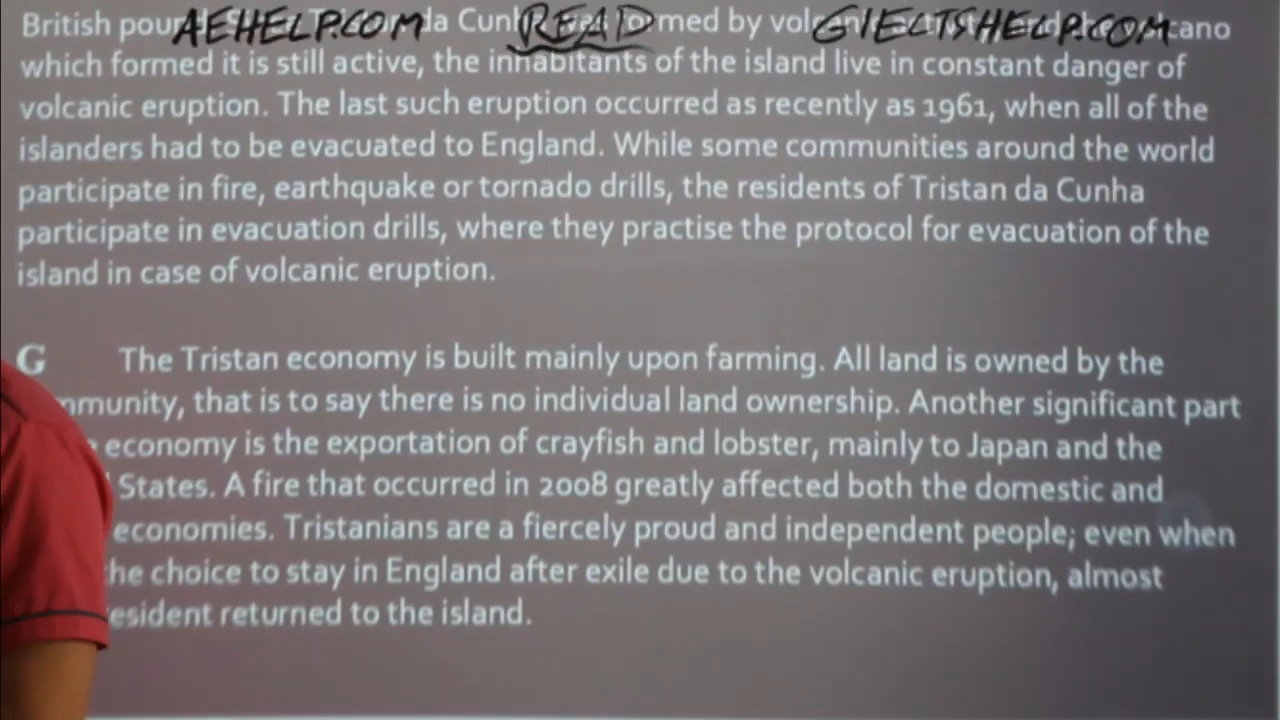 AEHELP.COM READ GIELTSHELP.COM
British da formed by
which formed it is still active, the inhabitants of the island live in constant danger of
volcanic eruption. The last such eruption occurred as recently as 1961, when all of the
islanders had to be evacuated to England. While some communities around the world
participate in fire, earthquake or tornado drills, the residents of Tristan da Cunha
participate in evacuation drills, where they practise the protocol for evacuation of the
island in case of volcanic eruption.
G The Tristan economy is built mainly upon farming. All land is owned by the
that is to say there is no individual land ownership. Another significant part
economy is the exportation of crayfish and lobster, mainly to Japan and the
States. A fire that occurred in 2008 greatly affected both the domestic and
economies. Tristanians are a fiercely proud and independent people; even when
the choice to stay in England after exile due to the volcanic eruption, almost
returned to the island.